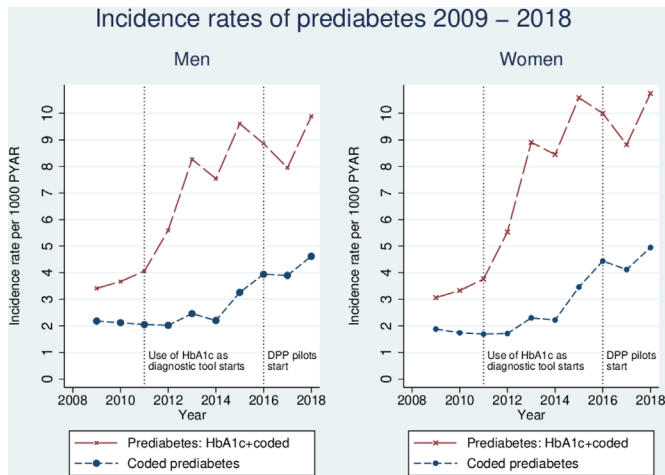 Incidence rates of prediabetes 2009 – 2018
Men
Incidence rate per 1000 PYAR
10
9
8
7
6
5
4
3
2
1
0
Use of HbA1c as
diagnostic tool starts
DPP pilots
start
2008 2010 2012 2014 2016 2018
Year
Prediabetes: HbA1c+coded
Coded prediabetes
Women
Incidence rate per 1000 PYAR
10
9
8
7
6
5
4
3
2
1
0
Use of HbA1c as
diagnostic tool starts
DPP pilots
start
2008 2010 2012 2014 2016 2018
Year
Prediabetes: HbA1c+coded
Coded prediabetes